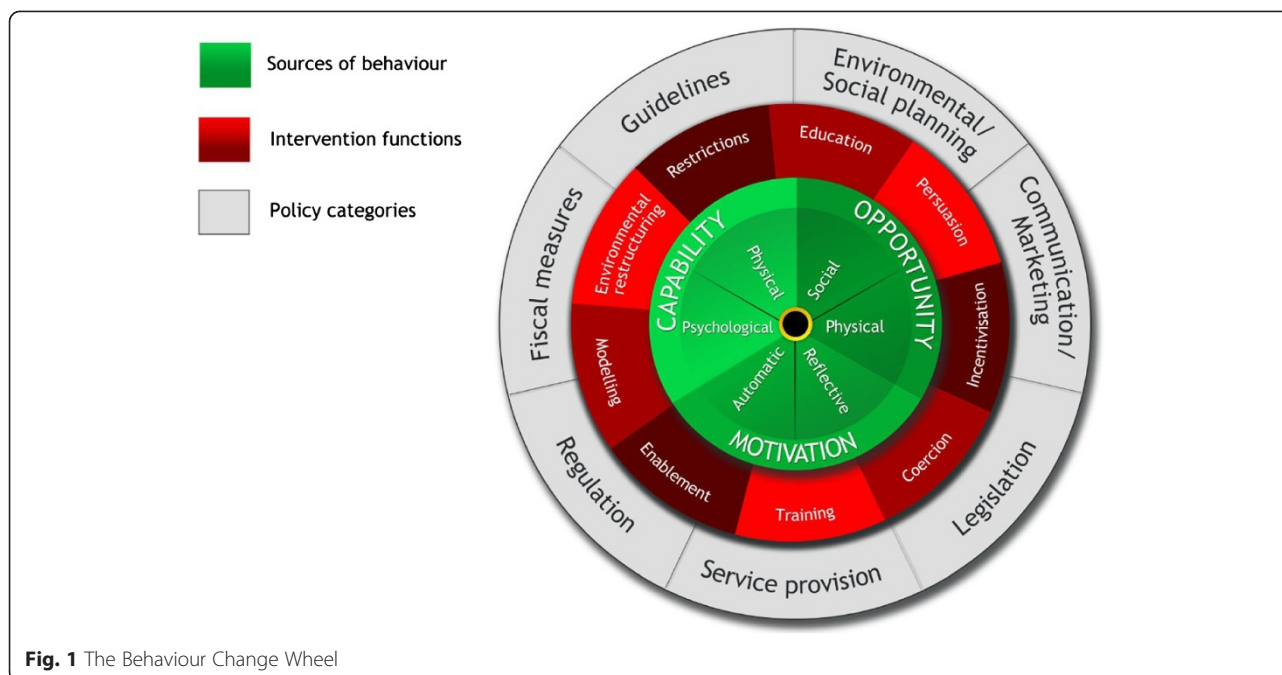 Sources of behaviour
Intervention functions
Policy categories
Guidelines
Environmental/
Social planning
Communication/
Marketing
Legislation
Service provision
Regulation
Fiscal measures
Restrictions
Education
Persuasion
Incentivisation
Coercion
Training
Enablement
Modelling
Environmental
restructuring
CAPABILITY
OPPORTUNITY
MOTIVATION
Physical
Social
Physical
Reflective
Automatic
Psychological
Fig. 1 The Behaviour Change Wheel